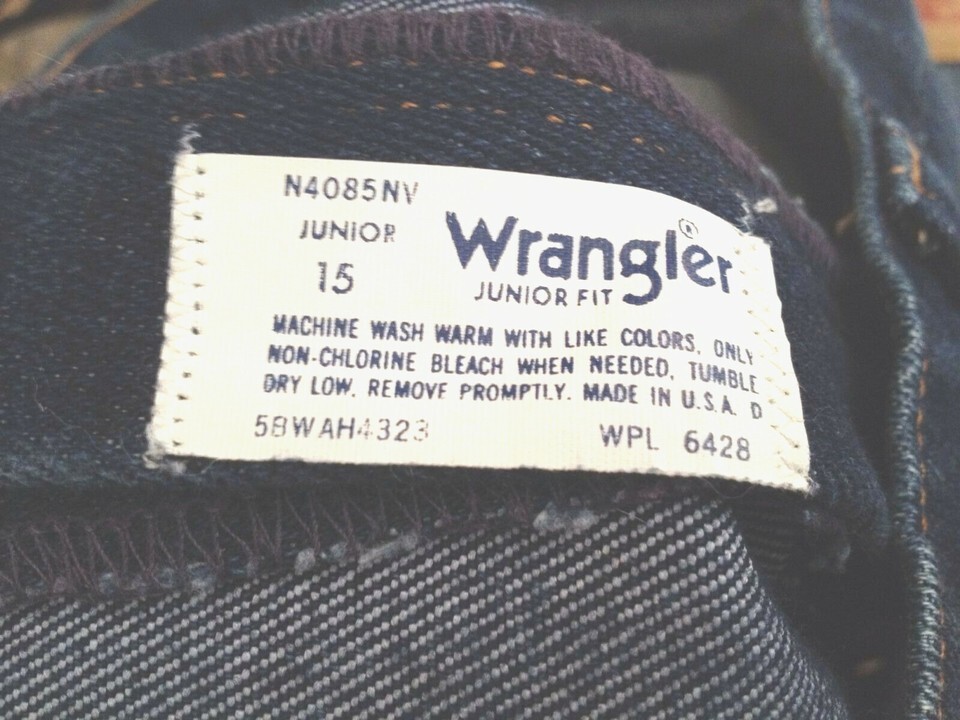 N4085NV
JUNIOR
15
Wrangler®
JUNIOR FIT
MACHINE WASH WARM WITH LIKE COLORS, ONLY
NON-CHLORINE BLEACH WHEN NEEDED, TUMBLE
DRY LOW. REMOVE PROMPTLY. MADE IN U.S.A. D
5BWAH4323
WPL 6428